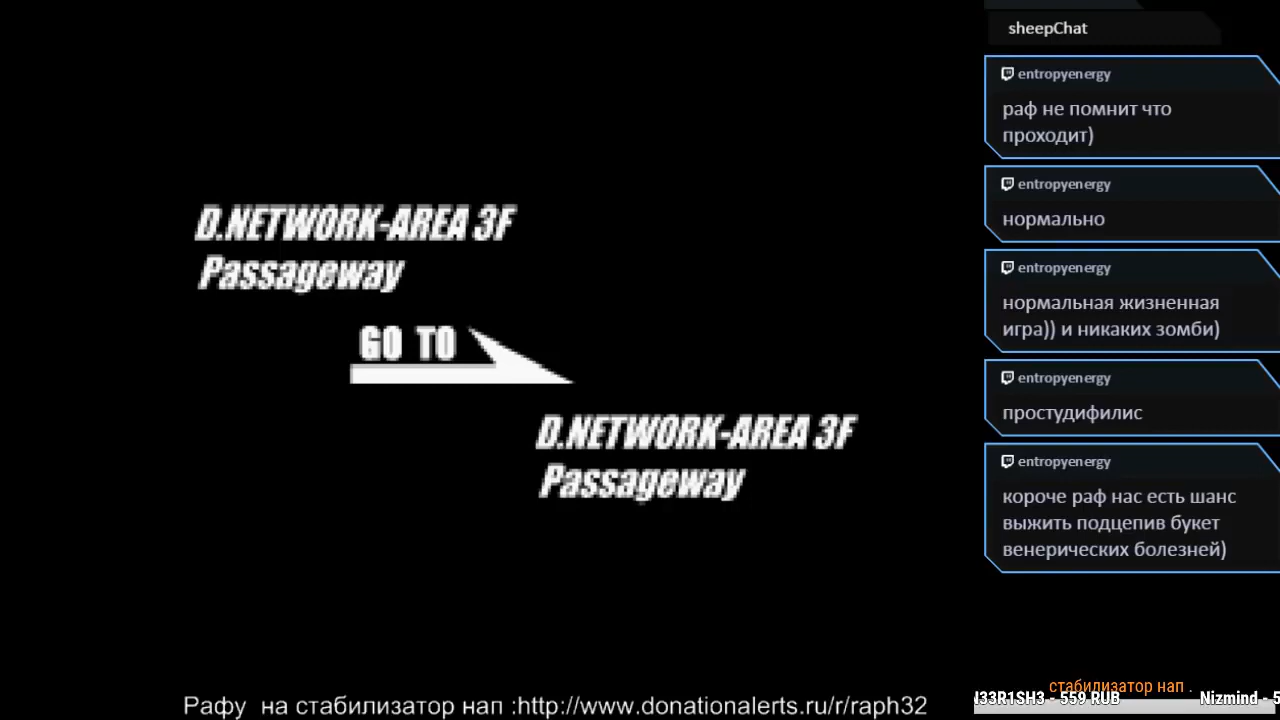 D.NETWORK-AREA 3F
Passageway
GO TO
D.NETWORK-AREA 3F
Passageway
sheepChat
entropyenergy
раф не помнит что
проходит)
entropyenergy
нормально
entropyenergy
нормальная жизненная
игра)) и никаких зомби)
entropyenergy
простудифилис
entropyenergy
короче раф нас есть шанс
выжить подцепив букет
венерических болезней)
стабилизатор нап .
33R1SH3 - 559 RUB
Nizmind - 5
Рафу на стабилизатор нап :http://www.donationalerts.ru/r/raph32